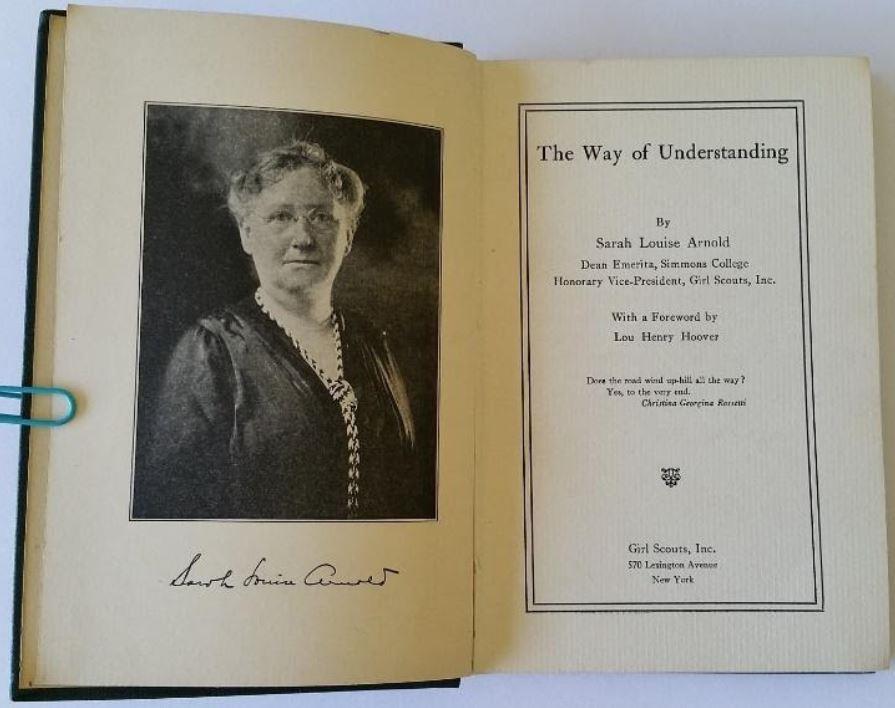 Sarah Louise Arnold
The Way of Understanding
By
Sarah Louise Arnold
Dean Emerita, Simmons College
Honorary Vice-President, Girl Scouts, Inc.
With a Foreword by
Lou Henry Hoover
Does the road wind up-hill all the way?
Yes, to the very end.
Christina Georgina Rossetti
Girl Scouts, Inc.
570 Lexington Avenue
New York